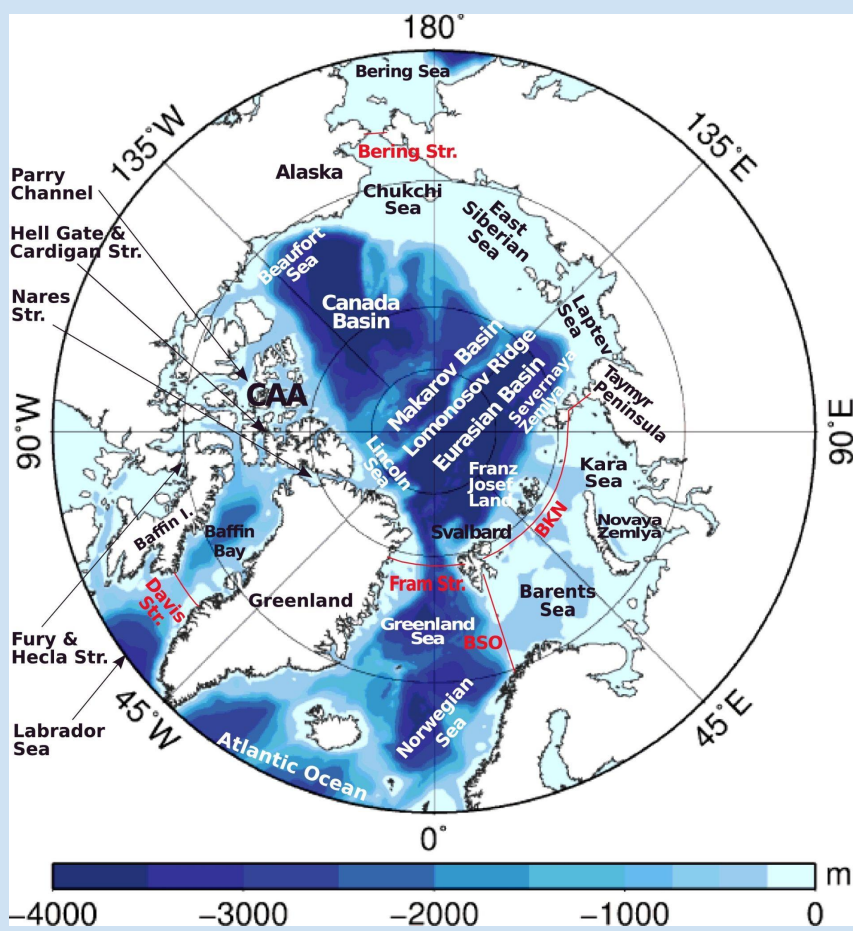 180°
135°W
135°E
Bering Sea
Bering Str.
Alaska
Chukchi
Sea
East
Siberian
Sea
Parry
Channel
Hell Gate &
Cardigan Str.
Nares
Str.
Beaufort
Sea
Canada
Basin
Laptev
Sea
Makarov Basin
Lomonosov Ridge
Eurasian Basin
Severnaya
Zemlya
Taymyr
Peninsula
CAA
90°W
90°E
Lincoln
Sea
Franz
Josef
Land
Kara
Sea
BKN
Novaya
Zemlya
Baffin I.
Baffin
Bay
Svalbard
Davis
Str.
Greenland
Fram Str.
Barents
Sea
Greenland
Sea
BSO
Fury &
Hecla Str.
Labrador
Sea
45°W
45°E
Norwegian
Sea
Atlantic Ocean
0°
m
−4000 −3000 −2000 −1000 0